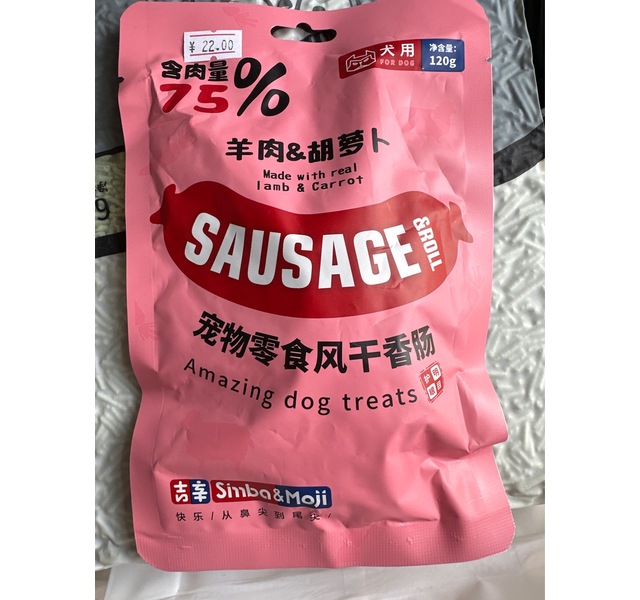 ¥ 22.00
含肉量
75%
犬用
FOR DOG
净含量:
120g
羊肉&胡萝卜
Made with real
lamb & Carrot
SAUSAGE
&ROLL
宠物零食风干香肠
Amazing dog treats
Simba&Moji
快乐/从鼻尖到尾尖/
9